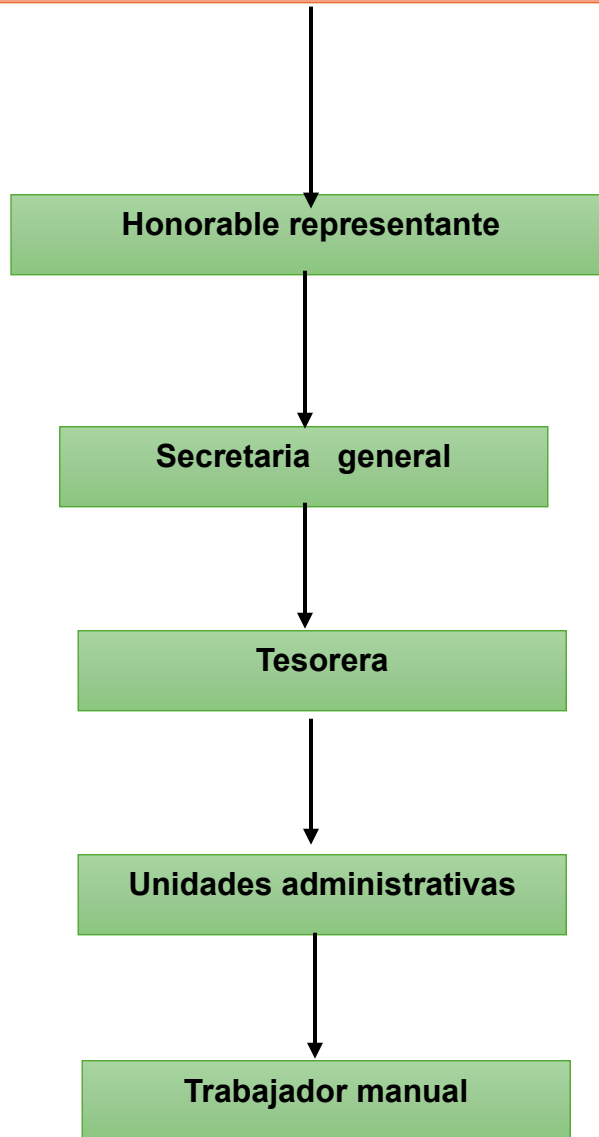 Honorable representante
Secretaria general
Tesorera
Unidades administrativas
Trabajador manual